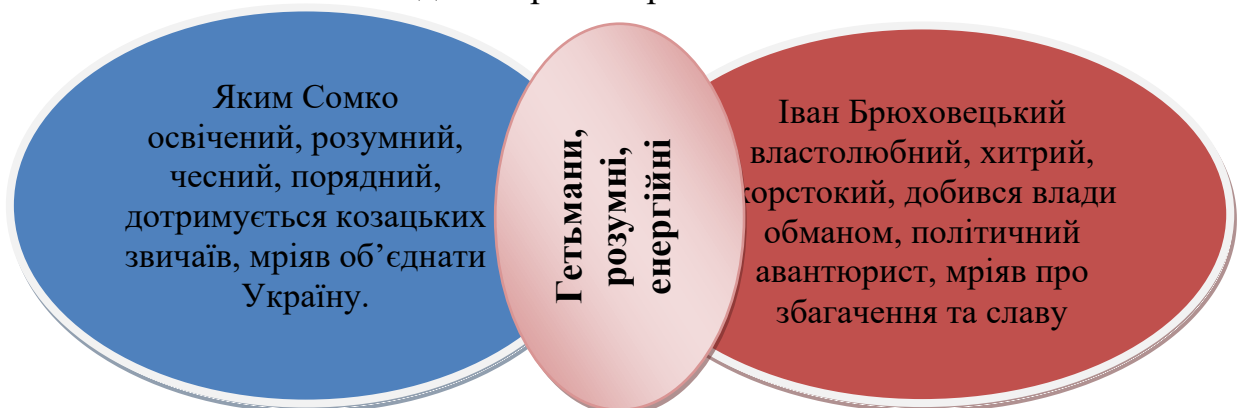 Яким Сомко
освічений, розумний,
чесний, порядний,
дотримується козацьких
звичаїв, мріяв об’єднати
Україну.
Гетьмани,
розумні,
енергійні
Іван Брюховецький
властолюбний, хитрий,
жорстокий, добився влади
обманом, політичний
авантюрист, мріяв про
збагачення та славу